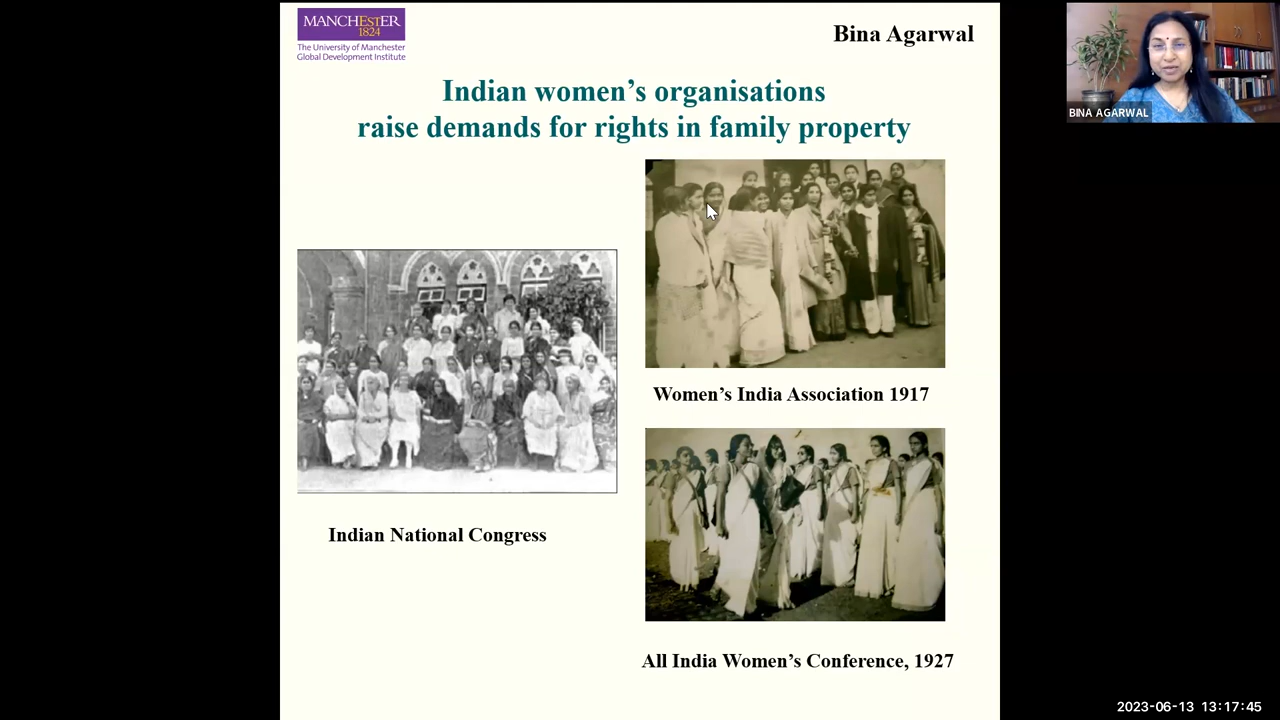 MANCHESTER
1824
The University of Manchester
Global Development Institute
Bina Agarwal
BINA AGARWAL
Indian women’s organisations
raise demands for rights in family property
Women’s India Association 1917
Indian National Congress
All India Women’s Conference, 1927
2023-06-13 13:17:45